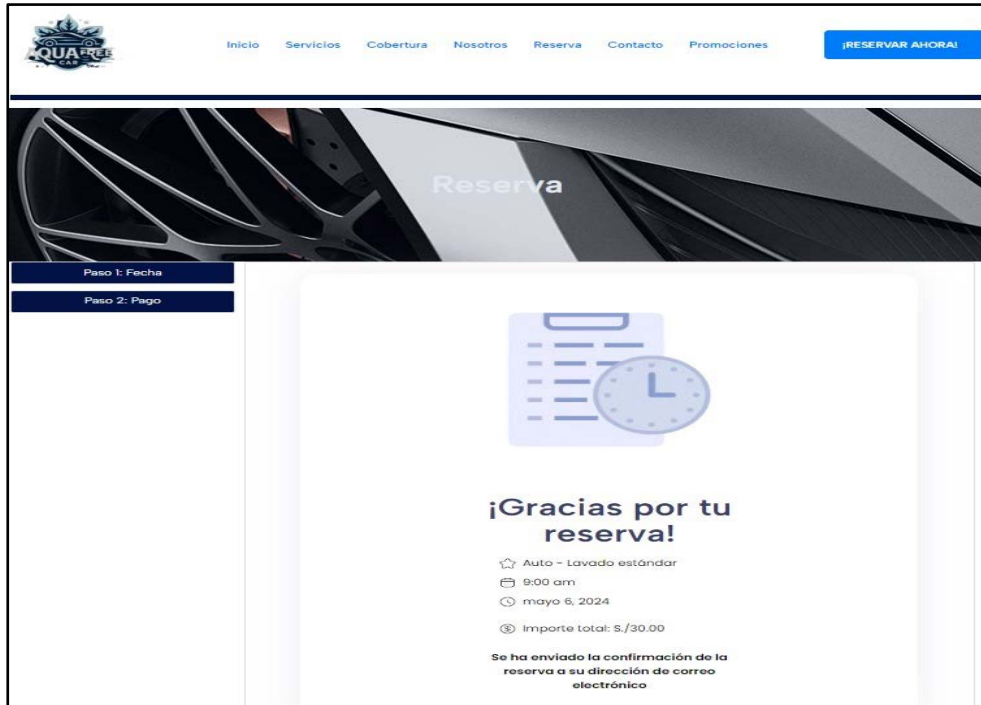 AQUA FREE
CAR
Inicio Servicios Cobertura Nosotros Reserva Contacto Promociones ¡RESERVAR AHORA!
Reserva
Paso 1: Fecha
Paso 2: Pago
¡Gracias por tu
reserva!
Auto - Lavado estándar
9:00 am
mayo 6, 2024
Importe total: S./30.00
Se ha enviado la confirmación de la
reserva a su dirección de correo
electrónico